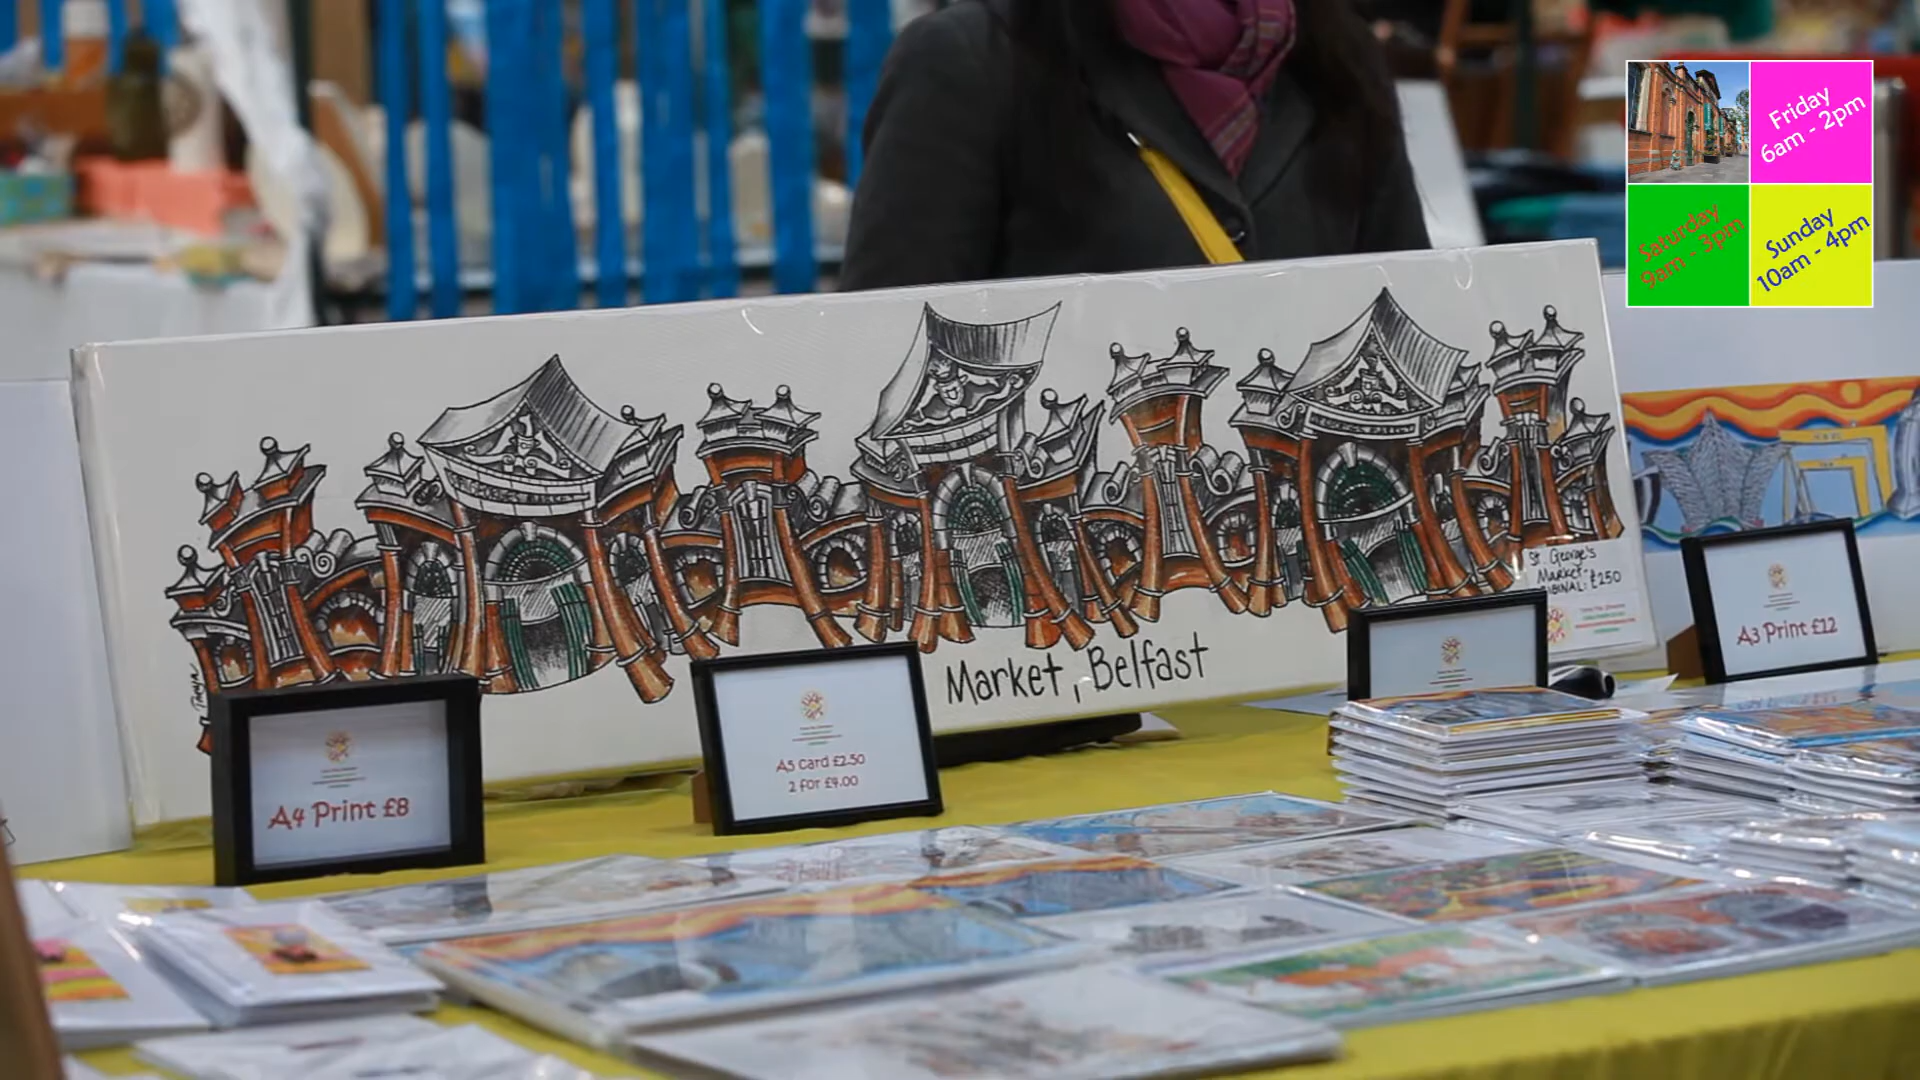 Friday
6am - 2pm
Saturday
9am - 3pm
Sunday
10am - 4pm
St. George's
Market-
£250
Market, Belfast
A3 Print £12
A5 card £2.50
2 for £4.00
A4 Print £8